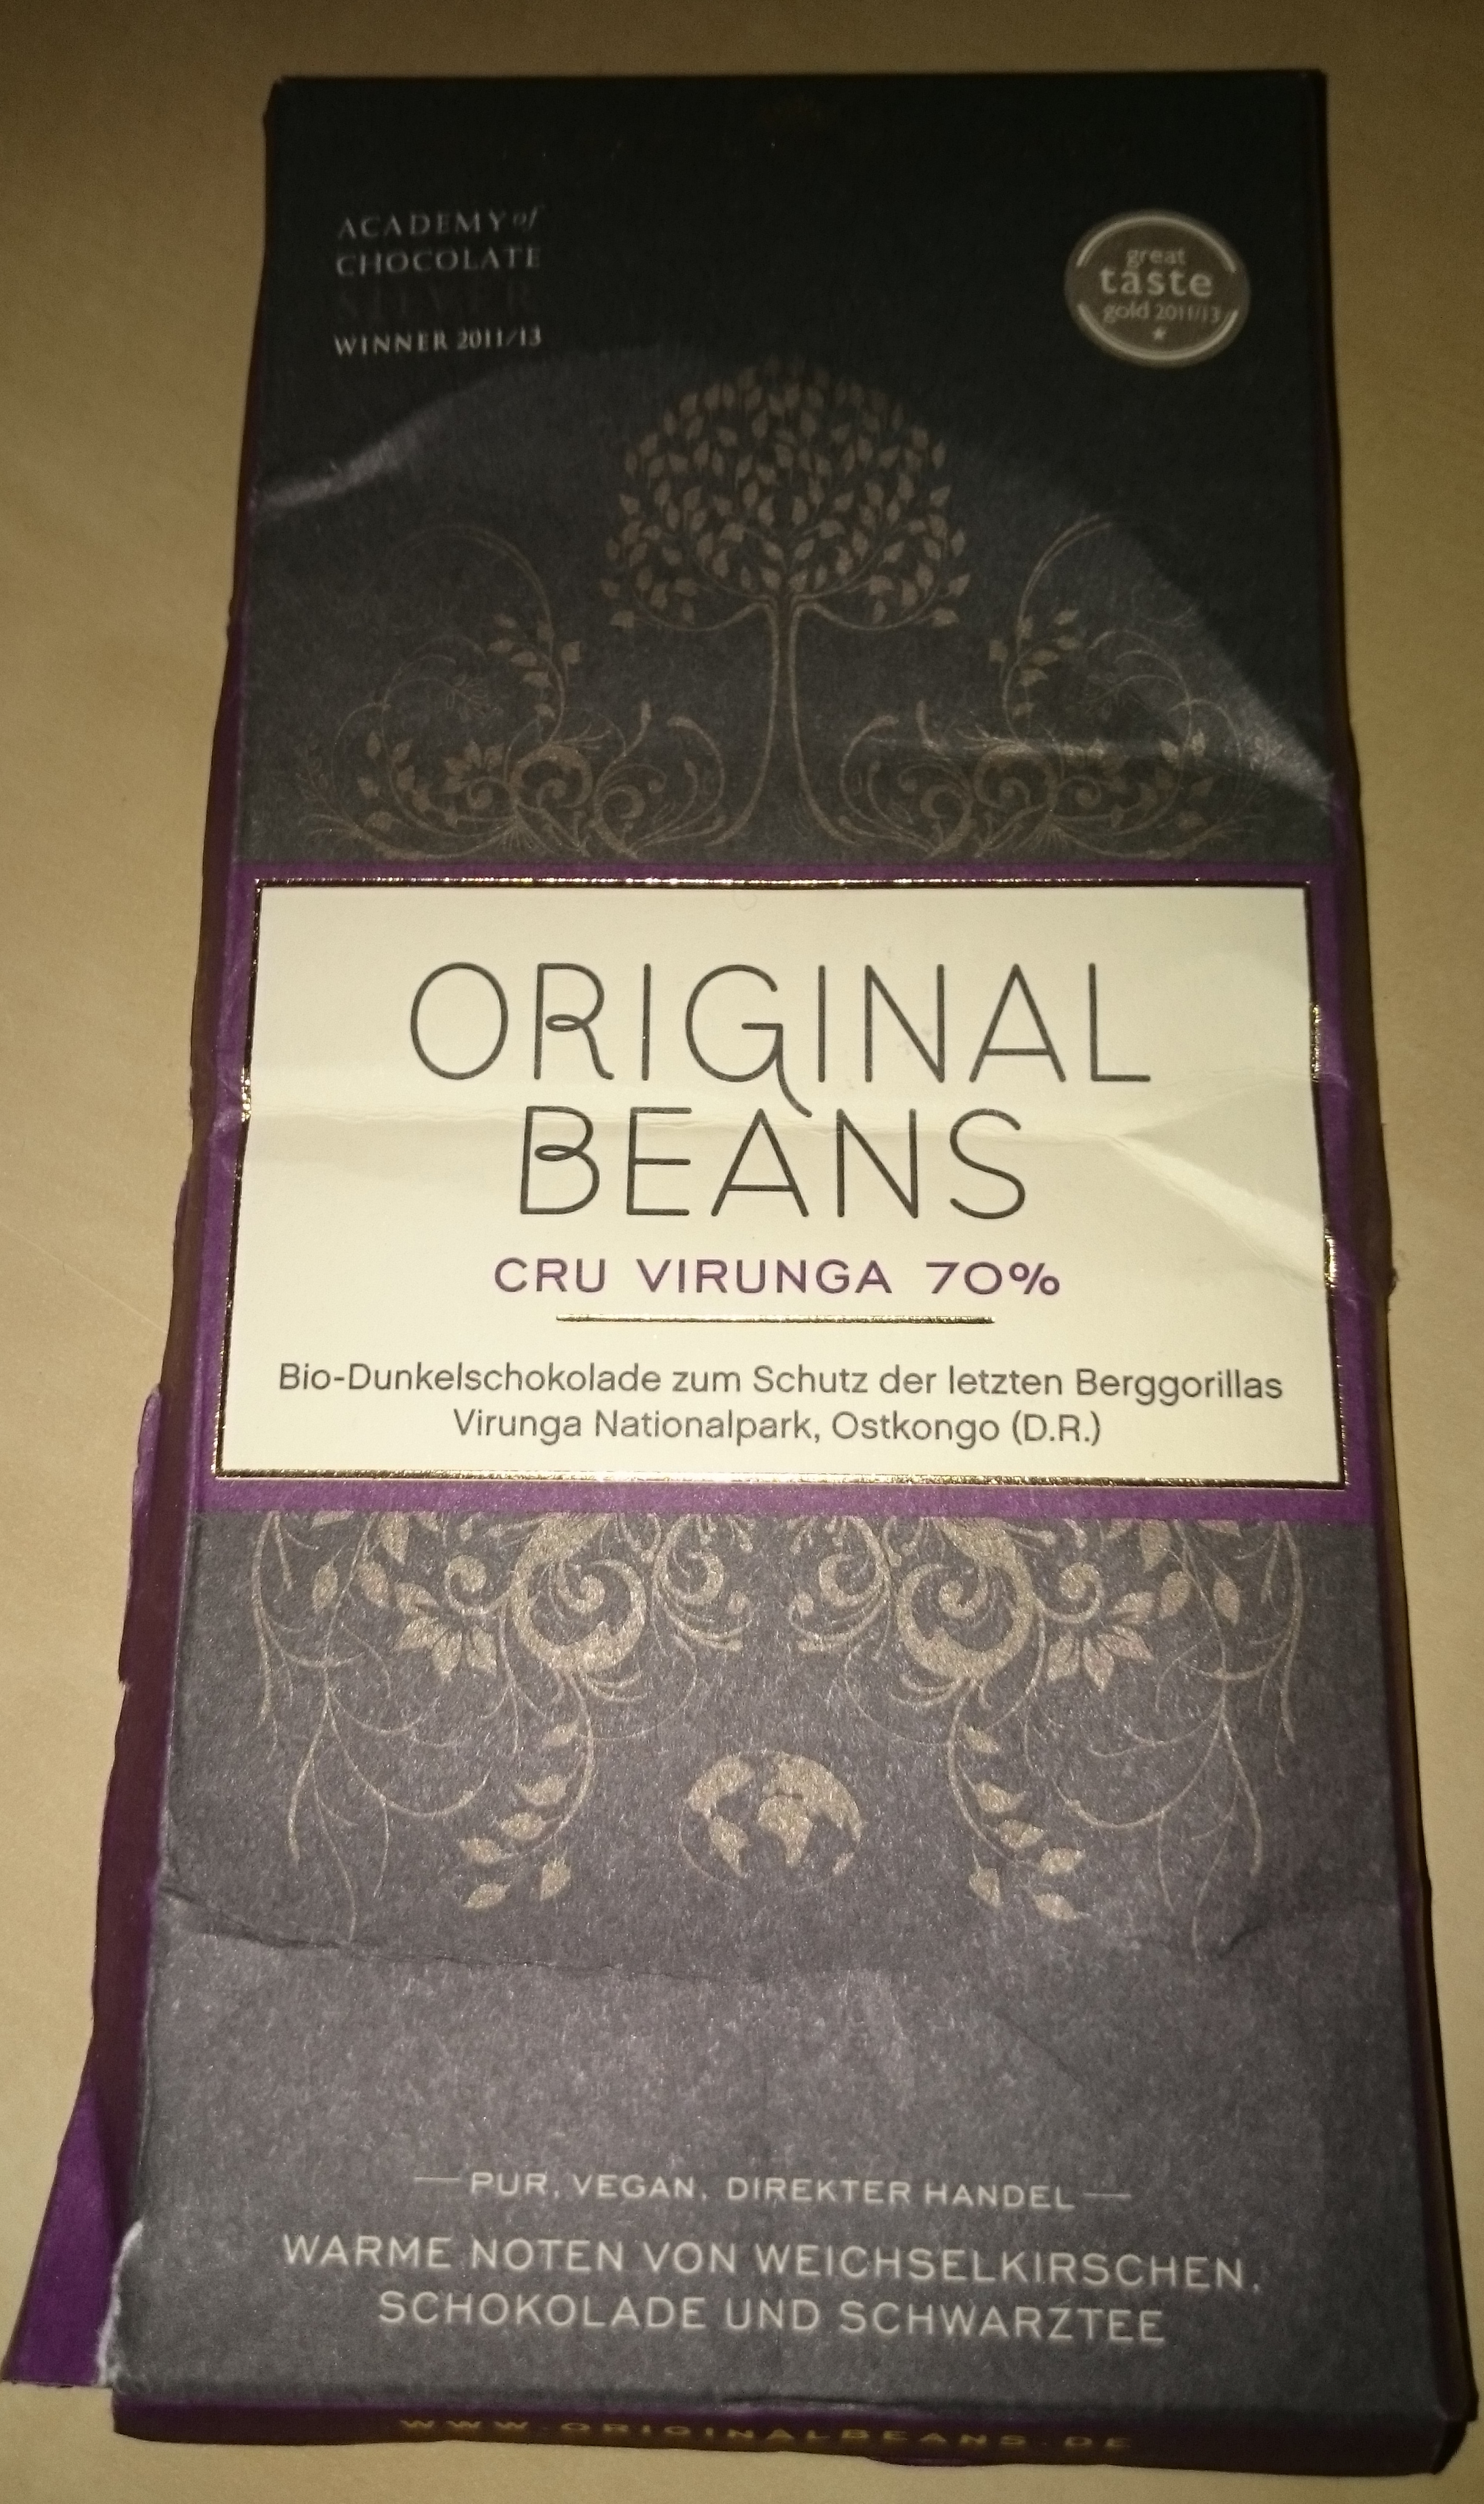 ACADEMY of
CHOCOLATE
SILVER
WINNER 2011/13
great
taste
gold 2011/13
ORIGINAL
BEANS
CRU VIRUNGA 70%
Bio-Dunkelschokolade zum Schutz der letzten Berggorillas
Virunga Nationalpark, Ostkongo (D.R.)
PUR, VEGAN, DIREKTER HANDEL
WARME NOTEN VON WEICHSELKIRSCHEN,
SCHOKOLADE UND SCHWARZTEE
WWW.ORIGINALBEANS.DE